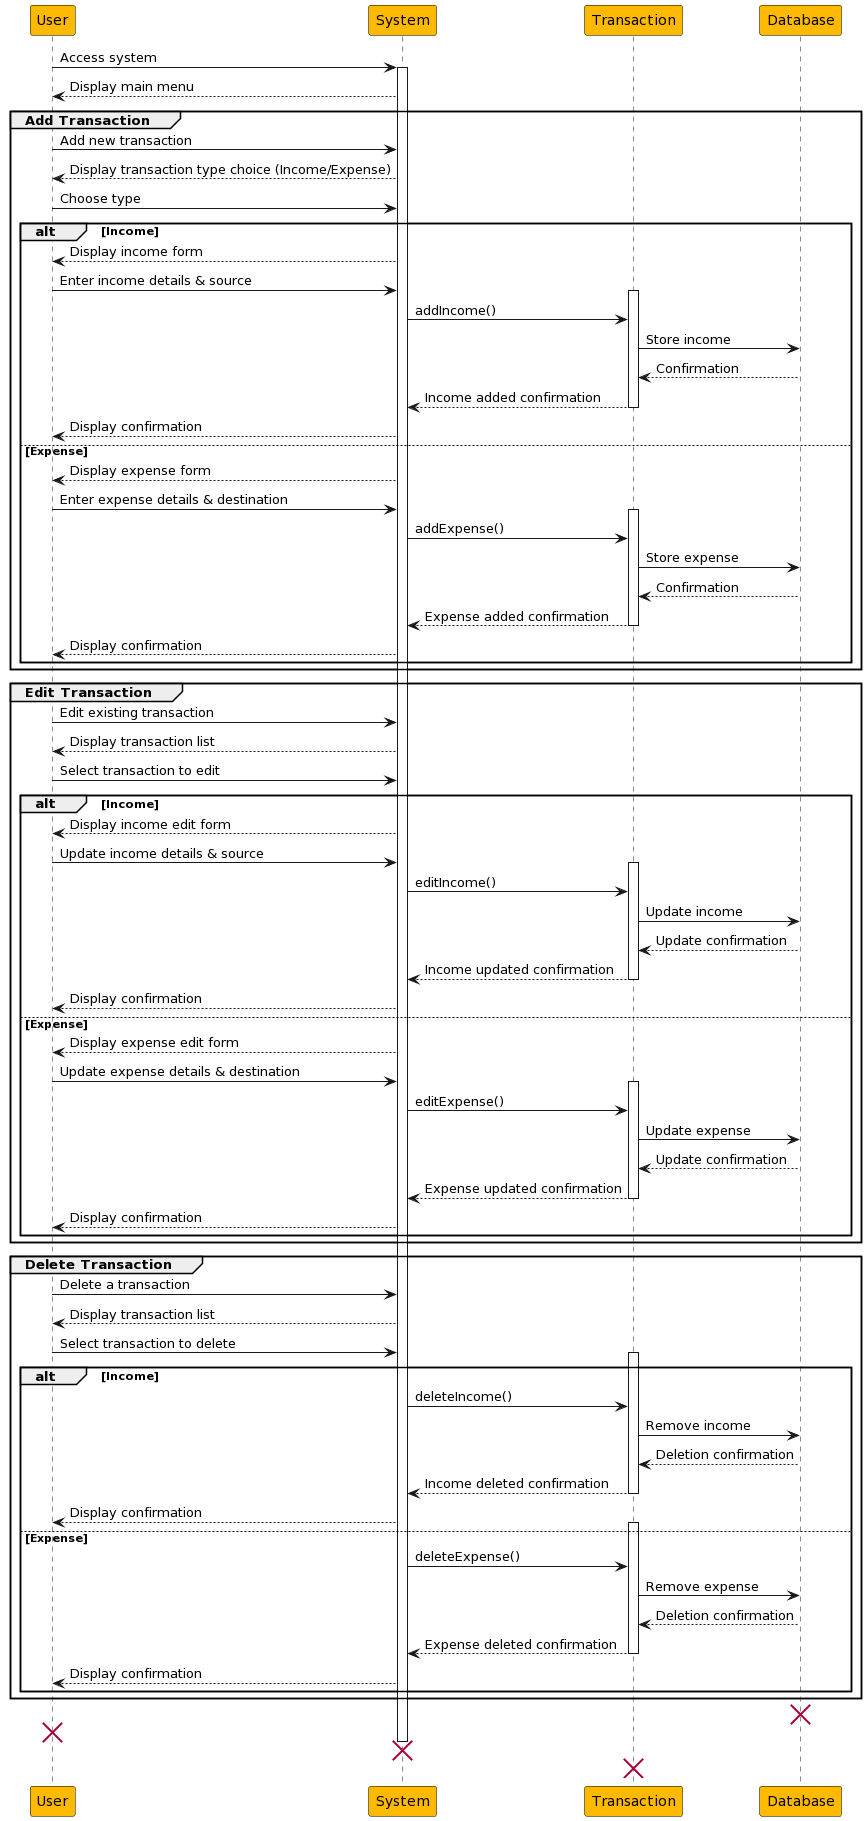 User
System
Transaction
Database
Access system
Display main menu
Add Transaction
Add new transaction
Display transaction type choice (Income/Expense)
Choose type
alt [Income]
Display income form
Enter income details & source
addIncome()
Store income
Confirmation
Income added confirmation
Display confirmation
[Expense]
Display expense form
Enter expense details & destination
addExpense()
Store expense
Confirmation
Expense added confirmation
Display confirmation
Edit Transaction
Edit existing transaction
Display transaction list
Select transaction to edit
alt [Income]
Display income edit form
Update income details & source
editIncome()
Update income
Update confirmation
Income updated confirmation
Display confirmation
[Expense]
Display expense edit form
Update expense details & destination
editExpense()
Update expense
Update confirmation
Expense updated confirmation
Display confirmation
Delete Transaction
Delete a transaction
Display transaction list
Select transaction to delete
alt [Income]
deleteIncome()
Remove income
Deletion confirmation
Income deleted confirmation
Display confirmation
[Expense]
deleteExpense()
Remove expense
Deletion confirmation
Expense deleted confirmation
Display confirmation
User
System
Transaction
Database